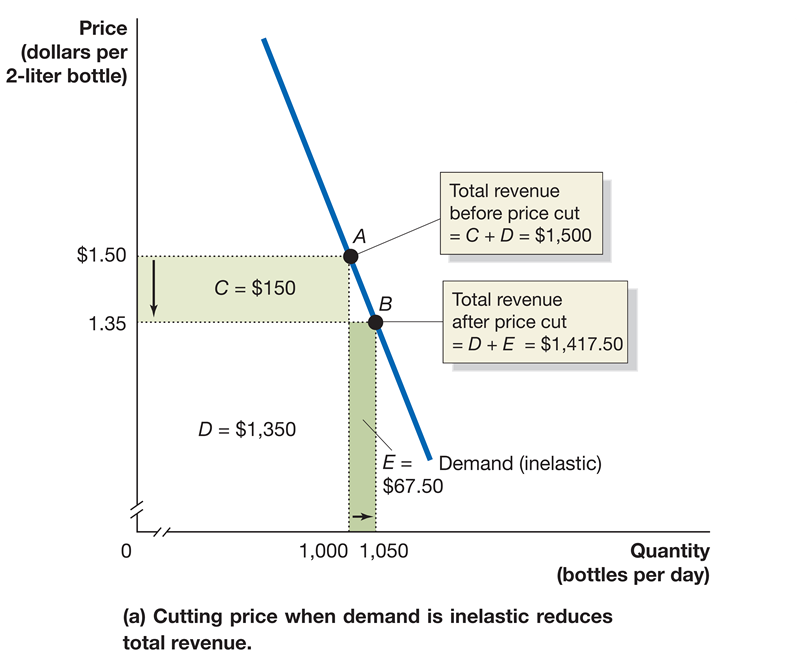 Price
(dollars per
2-liter bottle)
Total revenue
before price cut
= C + D = $1,500
A
$1.50
C = $150
B
Total revenue
after price cut
= D + E = $1,417.50
1.35
D = $1,350
E =
$67.50
Demand (inelastic)
0
1,000
1,050
Quantity
(bottles per day)
(a) Cutting price when demand is inelastic reduces
total revenue.